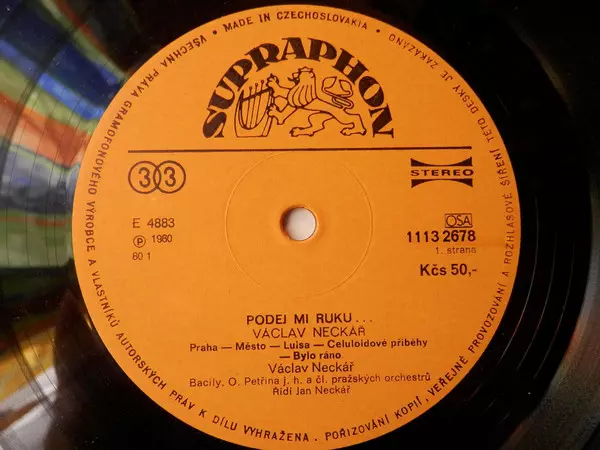 VŠECHNA PRÁVA GRAMOFONOVÉHO VÝROBCE A VLASTNÍKŮ AUTORSKÝCH PRÁV K DÍLU VYHRAŽENA. POŘIZOVÁNÍ KOPIÍ, VEŘEJNÉ PROVOZOVÁNÍ A ROZHLASOVÉ ŠÍŘENÍ TÉTO DESKY JE ZAKÁZÁNO • MADE IN CZECHOSLOVAKIA •
SUPRAPHON
33
STEREO
E 4883
℗ 1980
80 1
OSA
1113 2678
1. strana
Kčs 50,-
PODEJ MI RUKU...
VÁCLAV NECKÁŘ
Praha — Město — Luisa — Celuloidové příběhy
— Bylo ráno
Václav Neckář
Bacily, O. Petřina j. h. a čl. pražských orchestrů
Řídí Jan Neckář